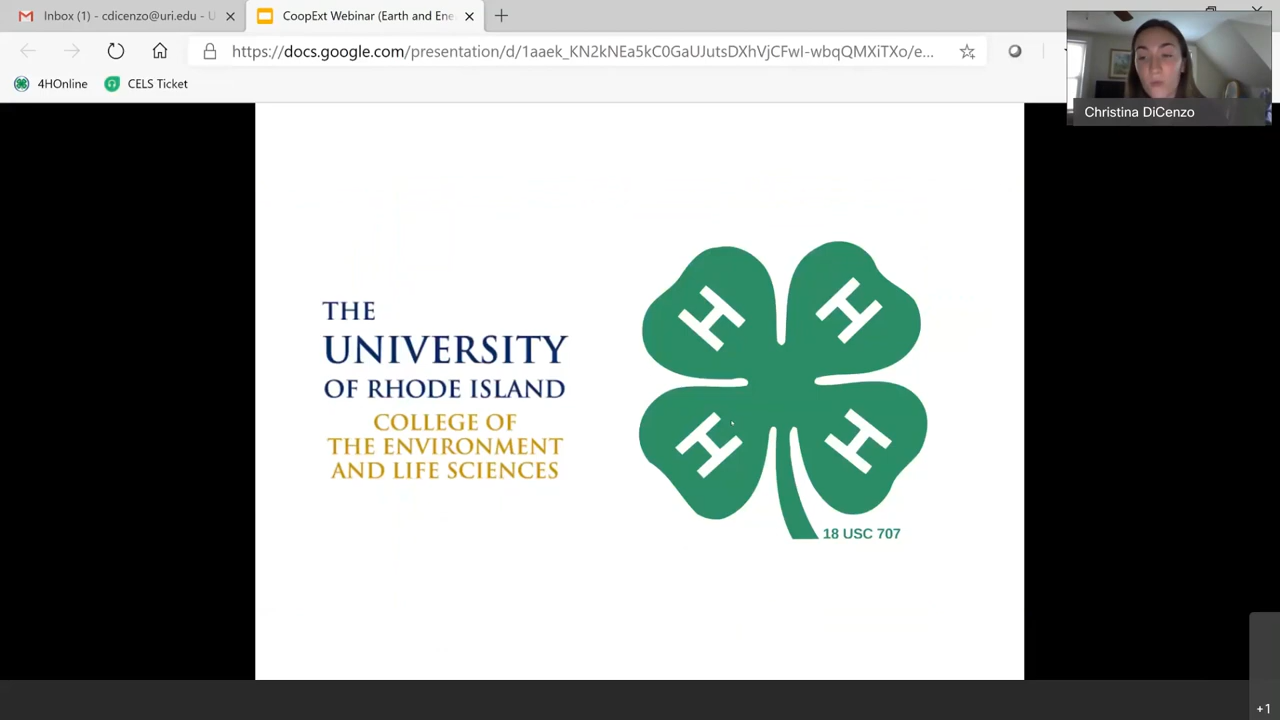 Inbox (1) - cdicenzo@uri.edu - U
CoopExt Webinar (Earth and Ene
https://docs.google.com/presentation/d/1aaek_KN2kNEa5kC0GaUJutsDXhVjCFwI-wbqQMXiTXo/e...
4HOnline
CELS Ticket
Christina DiCenzo
THE
UNIVERSITY
OF RHODE ISLAND
COLLEGE OF
THE ENVIRONMENT
AND LIFE SCIENCES
H H
H H
18 USC 707
+1